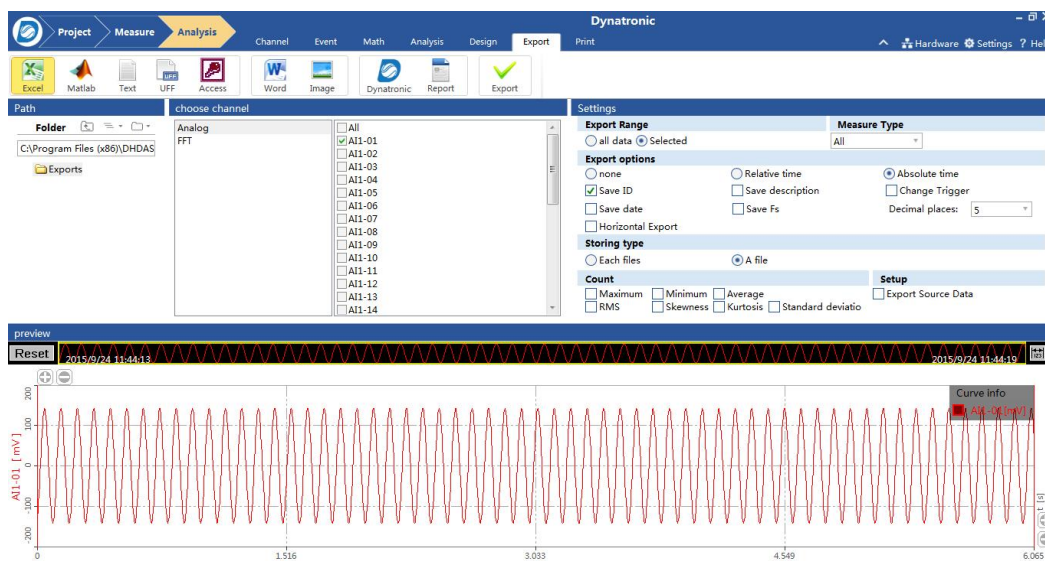 Dynatronic
Project Measure Analysis
Channel Event Math Analysis Design Export Print
Hardware Settings ? Hel
Excel Matlab Text UFF Access Word Image Dynatronic Report Export
Path
Folder
C:\Program Files (x86)\DHDAS
Exports
choose channel
Analog
FFT
All
AI1-01
AI1-02
AI1-03
AI1-04
AI1-05
AI1-06
AI1-07
AI1-08
AI1-09
AI1-10
AI1-11
AI1-12
AI1-13
AI1-14
Settings
Export Range Measure Type
all data Selected All
Export options
none Relative time Absolute time
Save ID Save description Change Trigger
Save date Save Fs Decimal places: 5
Horizontal Export
Storing type
Each files A file
Count Setup
Maximum Minimum Average Export Source Data
RMS Skewness Kurtosis Standard deviatio
preview
Reset 2015/9/24 11:44:13 2015/9/24 11:44:19
Curve Info
AI1-01[mV]
AI1-01 [ mV ]
200
100
0
-100
-200
t [s]
0 1.516 3.033 4.549 6.065